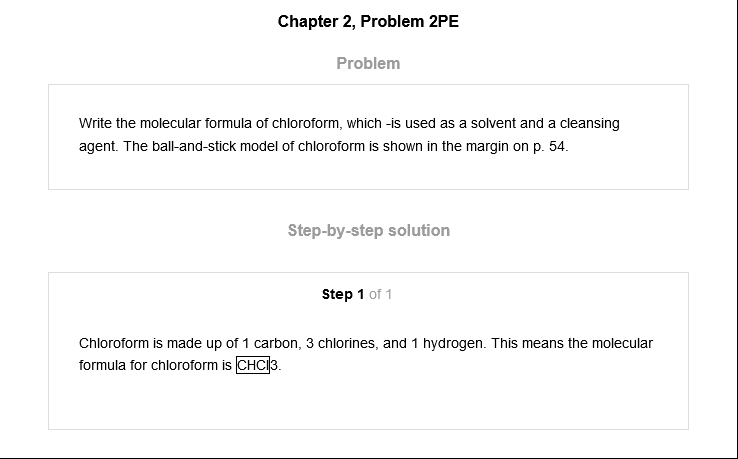 Chapter 2, Problem 2PE
Problem
Write the molecular formula of chloroform, which -is used as a solvent and a cleansing
agent. The ball-and-stick model of chloroform is shown in the margin on p. 54.
Step-by-step solution
Step 1 of 1
Chloroform is made up of 1 carbon, 3 chlorines, and 1 hydrogen. This means the molecular
formula for chloroform is CHCl3.